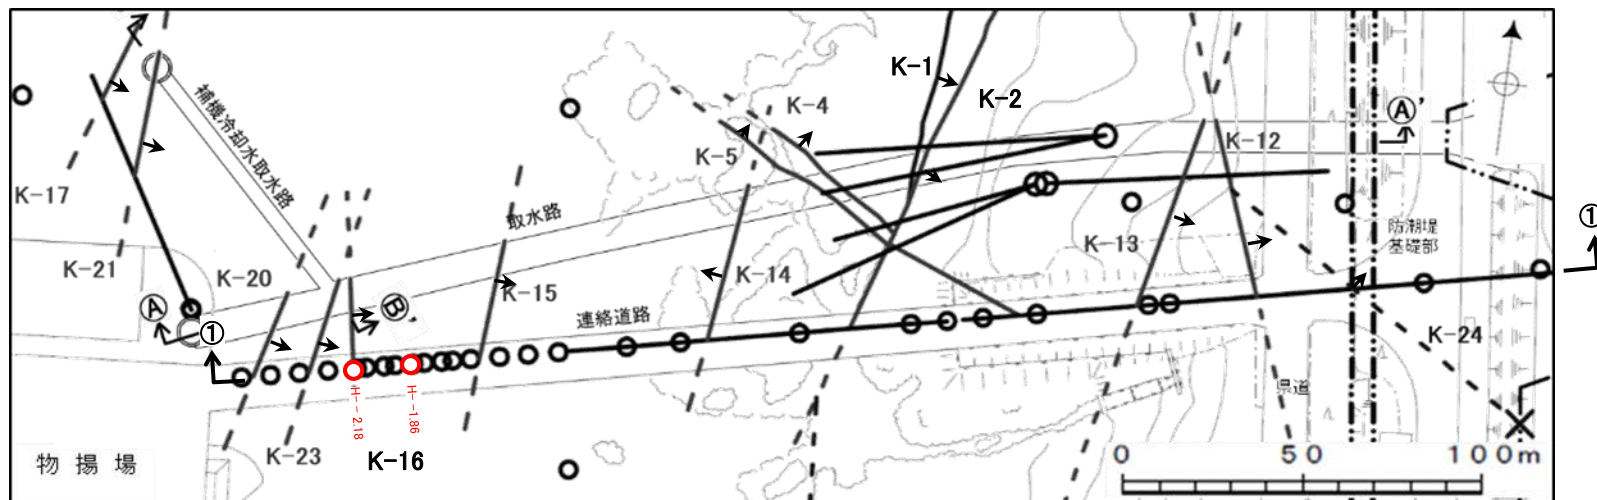 K-1
K-2
K-4
Ⓐ'
補機冷却水取水路
K-5
K-12
K-17
取水路
①
防潮堤
基礎部
K-13
K-21
K-20
K-14
K-15
Ⓐ
Ⓑ'
①
連絡道路
K-24
県道
H--2.18
H--1.86
K-23
K-16
物揚場
0 50 100m